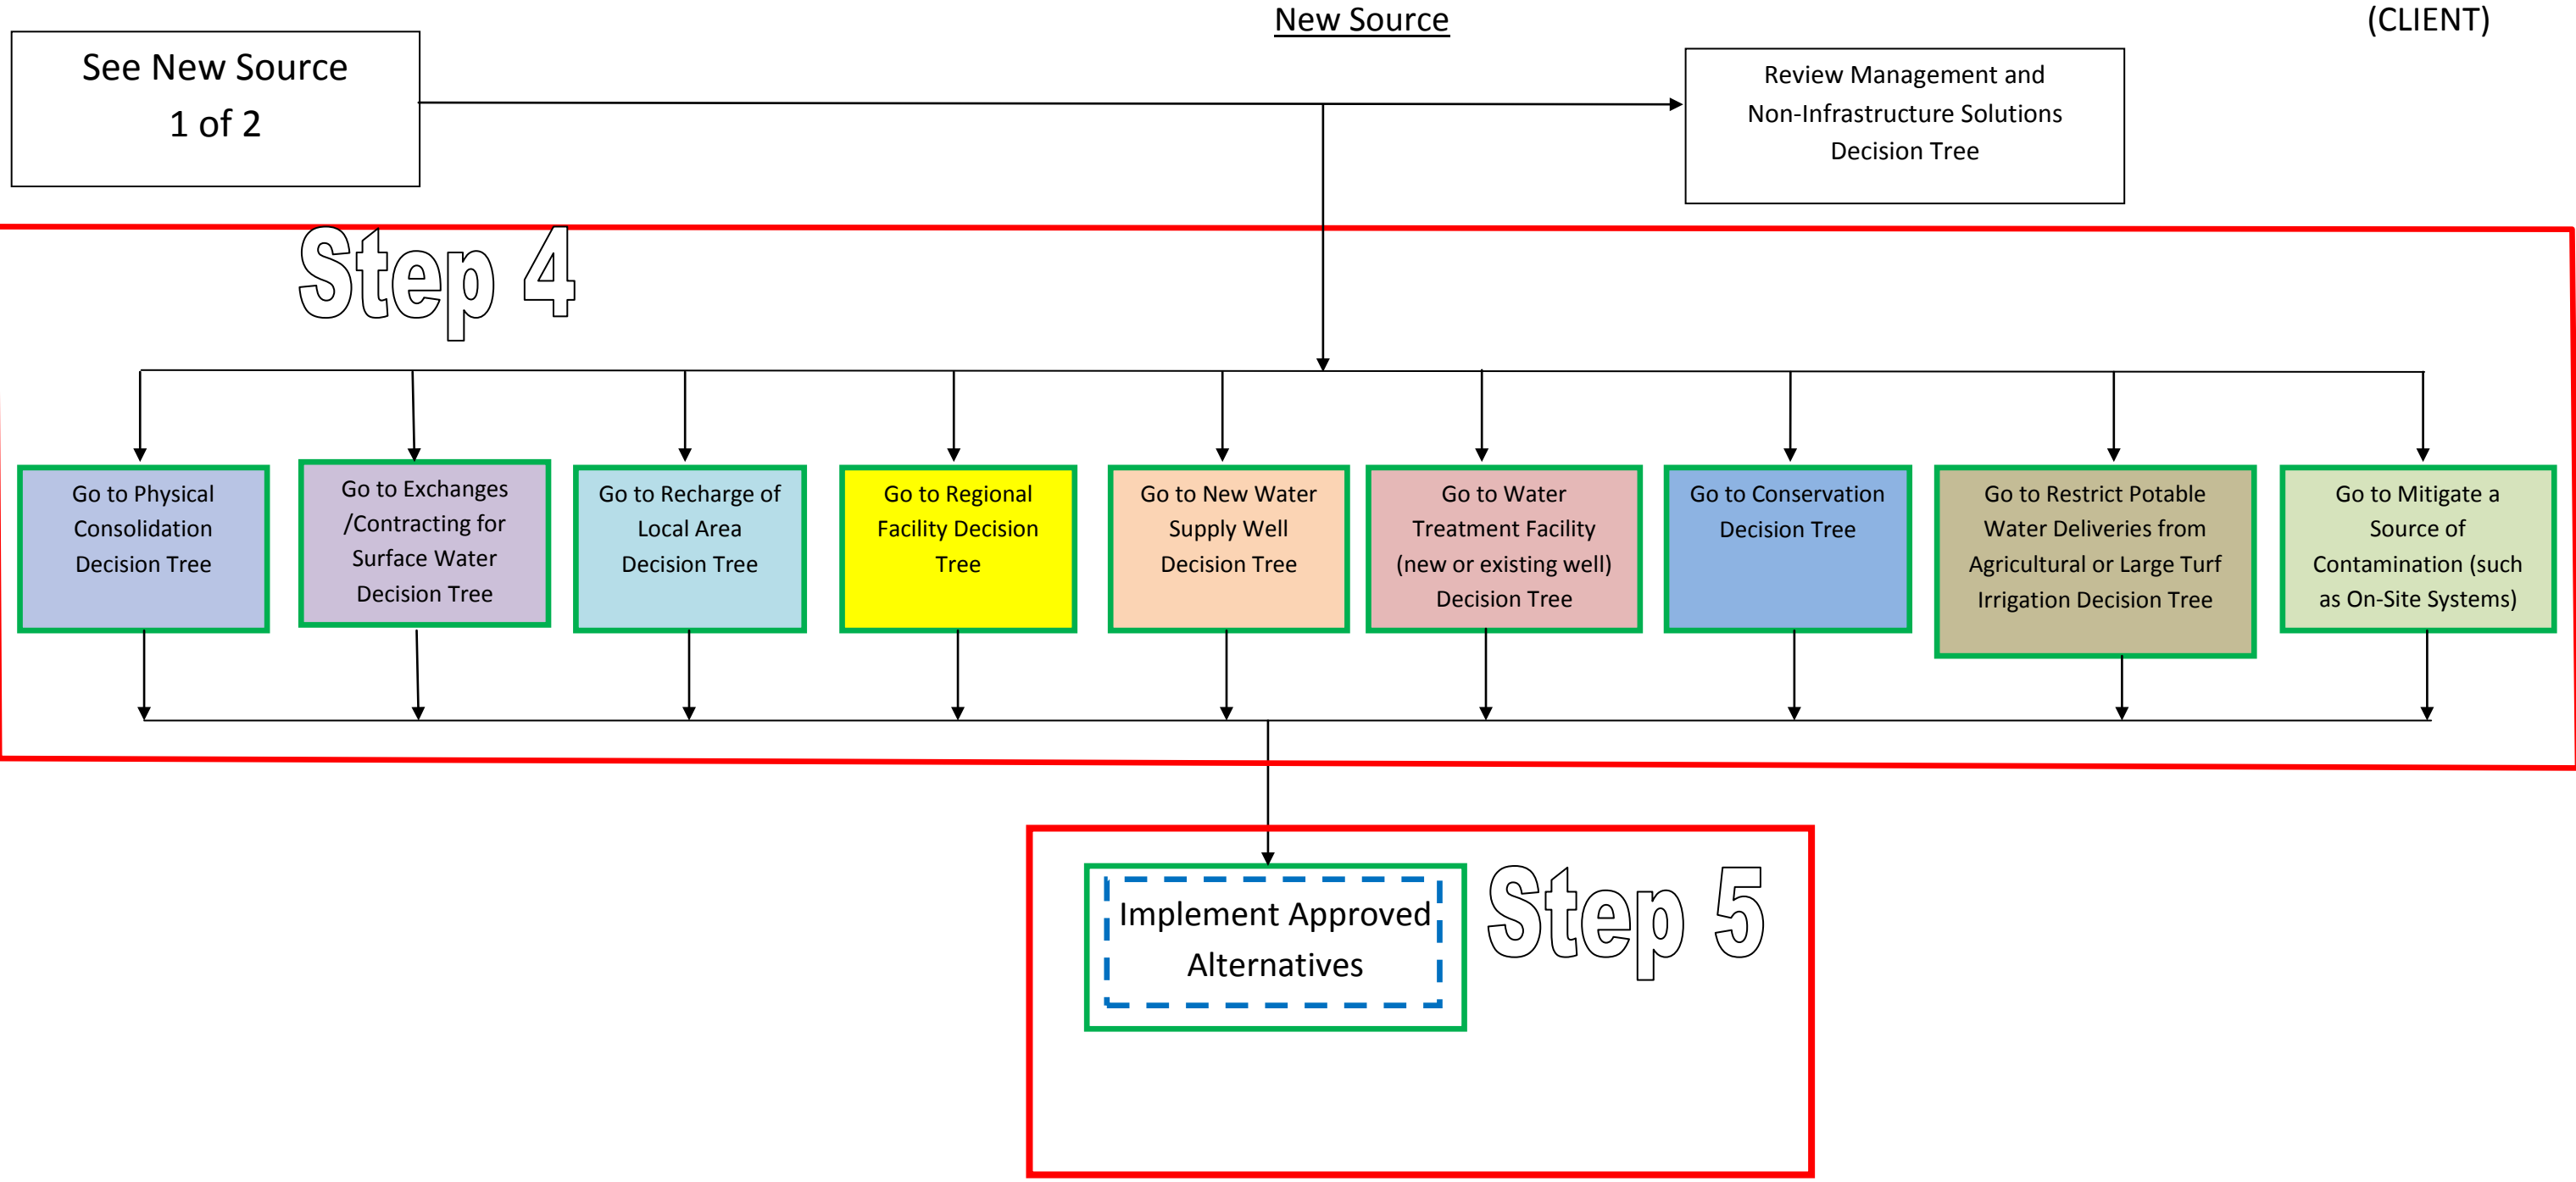 New Source
(CLIENT)
See New Source
1 of 2
Review Management and
Non-Infrastructure Solutions
Decision Tree
Step 4
Go to Physical
Consolidation
Decision Tree
Go to Exchanges
/Contracting for
Surface Water
Decision Tree
Go to Recharge of
Local Area
Decision Tree
Go to Regional
Facility Decision
Tree
Go to New Water
Supply Well
Decision Tree
Go to Water
Treatment Facility
(new or existing well)
Decision Tree
Go to Conservation
Decision Tree
Go to Restrict Potable
Water Deliveries from
Agricultural or Large Turf
Irrigation Decision Tree
Go to Mitigate a
Source of
Contamination (such
as On-Site Systems)
Implement Approved
Alternatives
Step 5